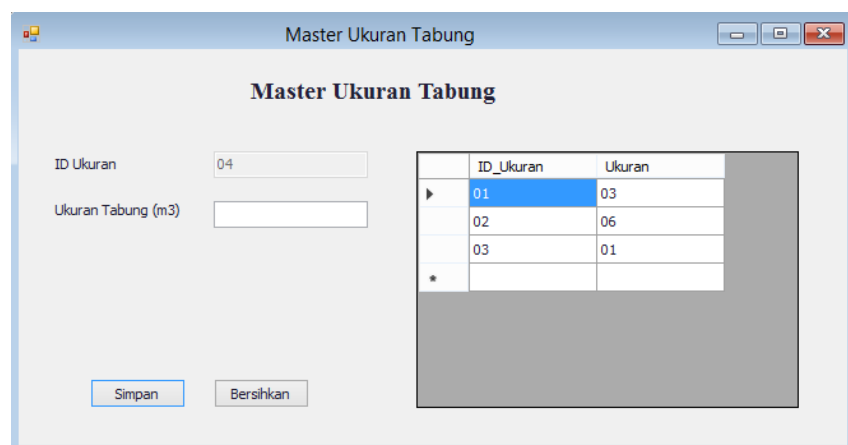 Master Ukuran Tabung
Master Ukuran Tabung
ID Ukuran 04
Ukuran Tabung (m3)
ID_Ukuran Ukuran
01 03
02 06
03 01
Simpan Bersihkan